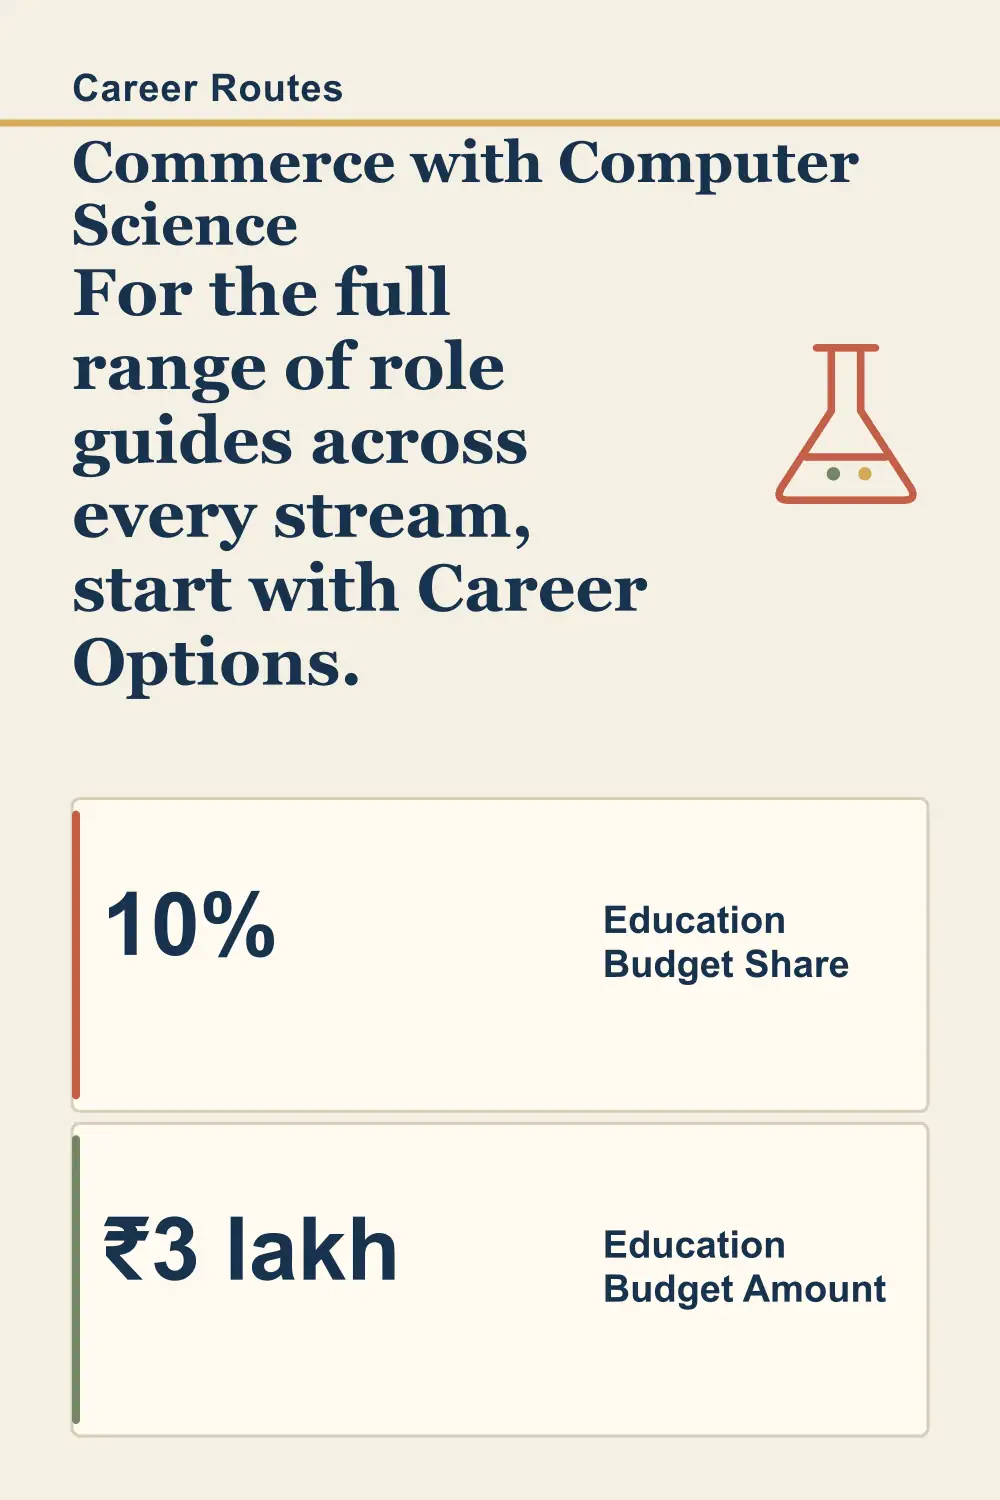 Career Routes
Commerce with Computer
Science
For the full
range of role
guides across
every stream,
start with Career
Options.
10%
Education
Budget Share
₹3 lakh
Education
Budget Amount